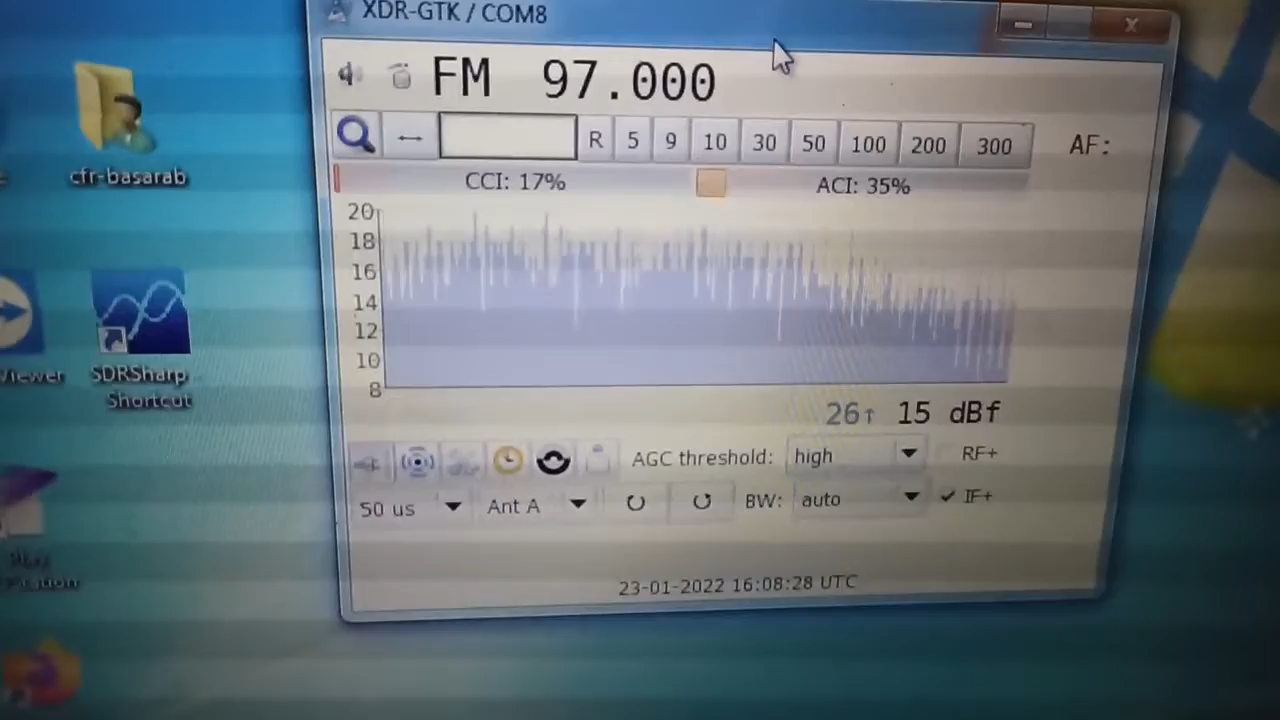 XDR-GTK / COM8
FM 97.000
R 5 9 10 30 50 100 200 300 AF:
CCI: 17% ACI: 35%
20
18
16
14
12
10
8
26↑ 15 dBf
AGC threshold: high RF+
50 us Ant A BW: auto ✓ IF+
23-01-2022 16:08:28 UTC
cfr-basarab
SDRSharp
Shortcut